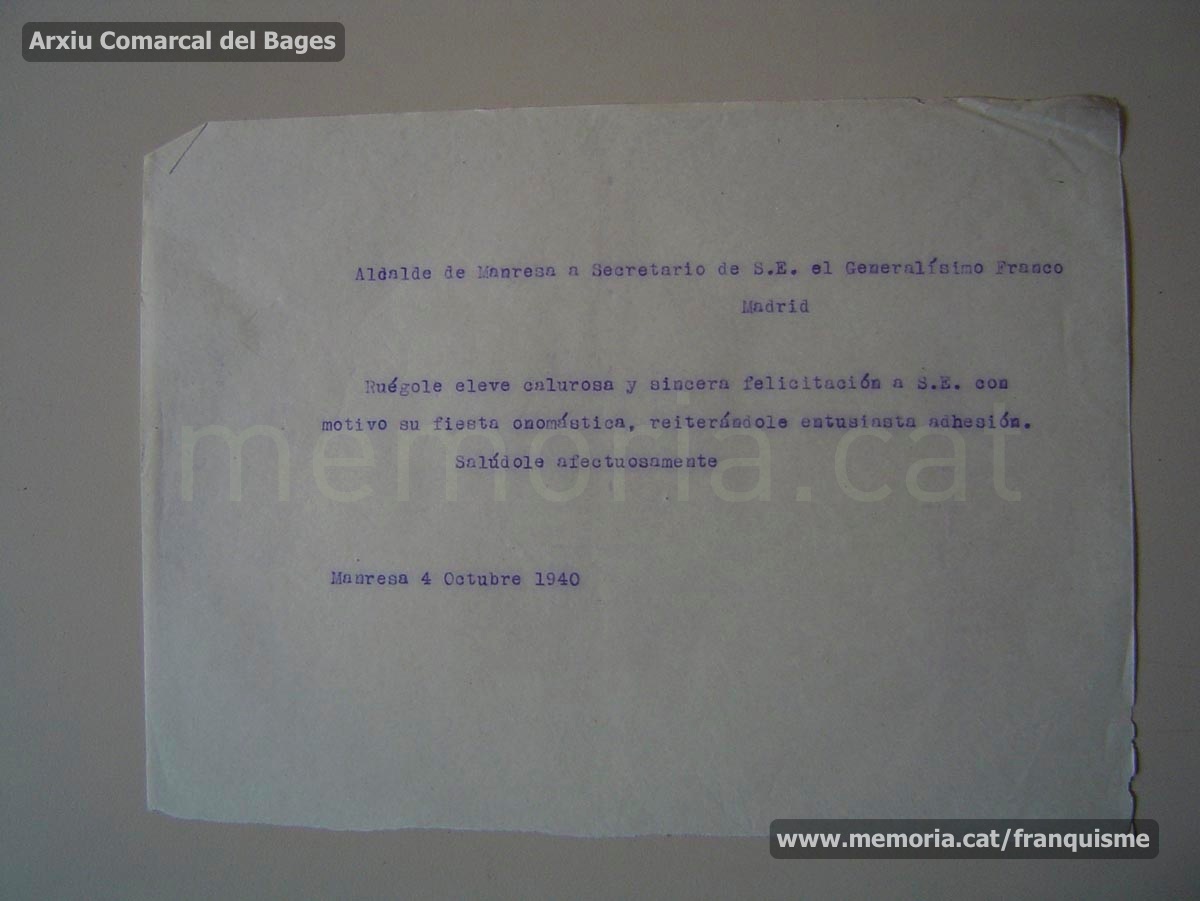 Arxiu Comarcal del Bages
Aldalde de Manresa a Secretario de S.E. el Generalísimo Franco
Madrid
Ruégole eleve calurosa y sincera felicitación a S.E. con
motivo su fiesta onomástica, reiterándole entusiasta adhesión.
Salúdole afectuosamente
memoria.cat
Manresa 4 Octubre 1940
www.memoria.cat/franquisme